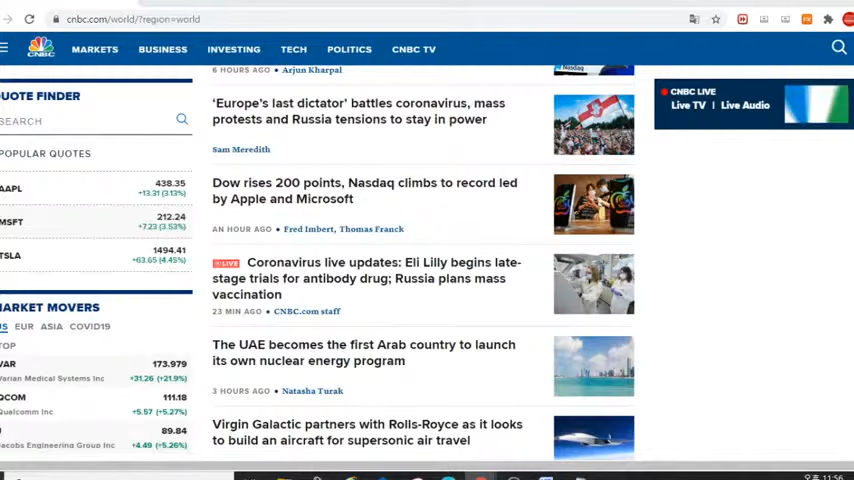 cnbc.com/world/?region=world
CNBC
MARKETS
BUSINESS
INVESTING
TECH
POLITICS
CNBC TV
UOTE FINDER
SEARCH
POPULAR QUOTES
AAPL
438.35
+13.31 (3.13%)
MSFT
212.24
+7.23 (3.53%)
TSLA
1494.41
+63.65 (4.45%)
MARKET MOVERS
US EUR ASIA COVID19
TOP
VAR
173.979
Varian Medical Systems Inc
+31.26 (+21.9%)
QCOM
111.18
Qualcomm Inc
+5.57 (+5.27%)
J
89.84
Jacobs Engineering Group Inc
+4.49 (+5.26%)
6 HOURS AGO • Arjun Kharpal
Nasdaq
‘Europe’s last dictator’ battles coronavirus, mass
protests and Russia tensions to stay in power
Sam Meredith
Dow rises 200 points, Nasdaq climbs to record led
by Apple and Microsoft
AN HOUR AGO • Fred Imbert, Thomas Franck
LIVE Coronavirus live updates: Eli Lilly begins late-
stage trials for antibody drug; Russia plans mass
vaccination
23 MIN AGO • CNBC.com staff
The UAE becomes the first Arab country to launch
its own nuclear energy program
3 HOURS AGO • Natasha Turak
Virgin Galactic partners with Rolls-Royce as it looks
to build an aircraft for supersonic air travel
CNBC LIVE
Live TV | Live Audio
오후 11:56